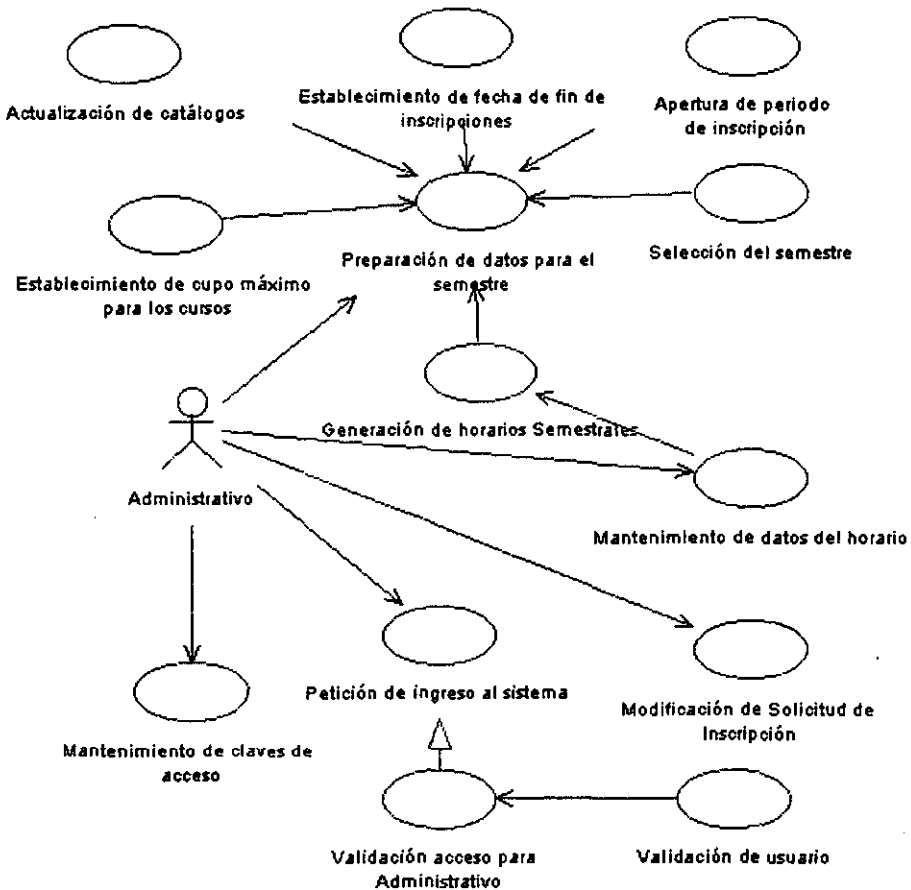 Actualización de catálogos
Establecimiento de fecha de fin de
inscripciones
Apertura de periodo
de inscripción
Establecimiento de cupo máximo
para los cursos
Preparación de datos para el
semestre
Selección del semestre
Generación de horarios Semestrales
Administrativo
Mantenimiento de datos del horario
Mantenimiento de claves de
acceso
Petición de ingreso al sistema
Modificación de Solicitud de
Inscripción
Validación acceso para
Administrativo
Validación de usuario